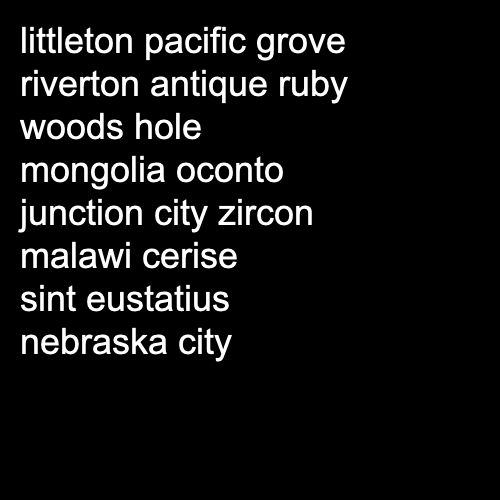 littleton pacific grove
riverton antique ruby
woods hole
mongolia oconto
junction city zircon
malawi cerise
sint eustatius
nebraska city